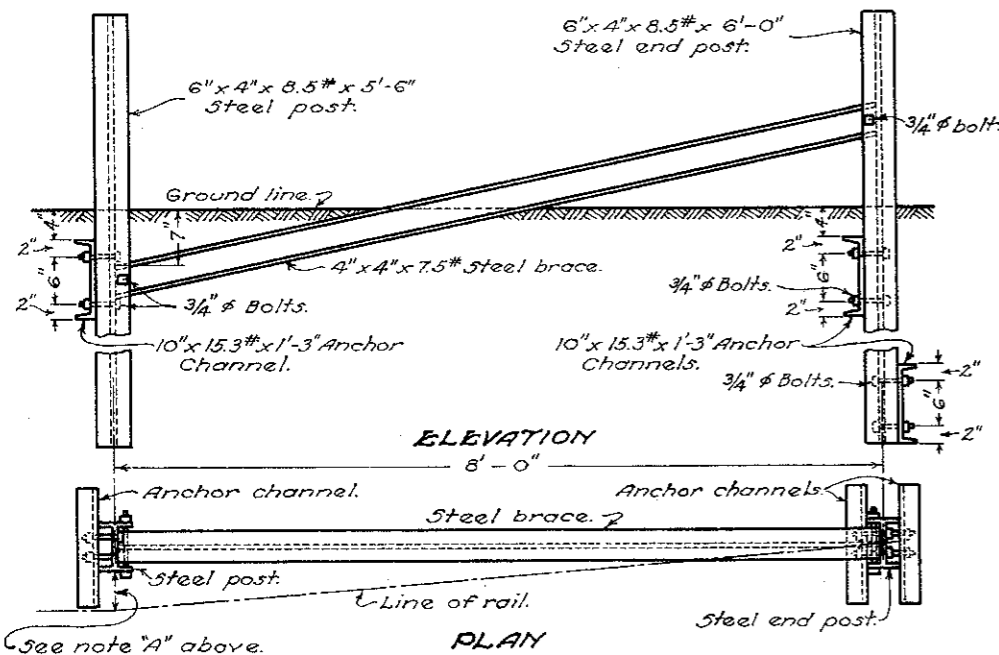 6"x 4"x 8.5# x 6'-0"
Steel end post.
6"x 4"x 8.5# x 5'-6"
Steel post.
3/4" ϕ bolts.
Ground line.
4"
7"
4"
2"
6"
2"
4"x 4"x 7.5# Steel brace.
3/4" ϕ Bolts.
2"
6"
2"
3/4" ϕ Bolts.
10"x 15.3# x 1'-3" Anchor
Channel.
10"x 15.3# x 1'-3" Anchor
Channels.
3/4" ϕ Bolts.
2"
6"
2"
ELEVATION
8'-0"
Anchor channel.
Anchor channels.
Steel brace.
Steel post.
Line of rail.
Steel end post.
See note "A" above.
PLAN